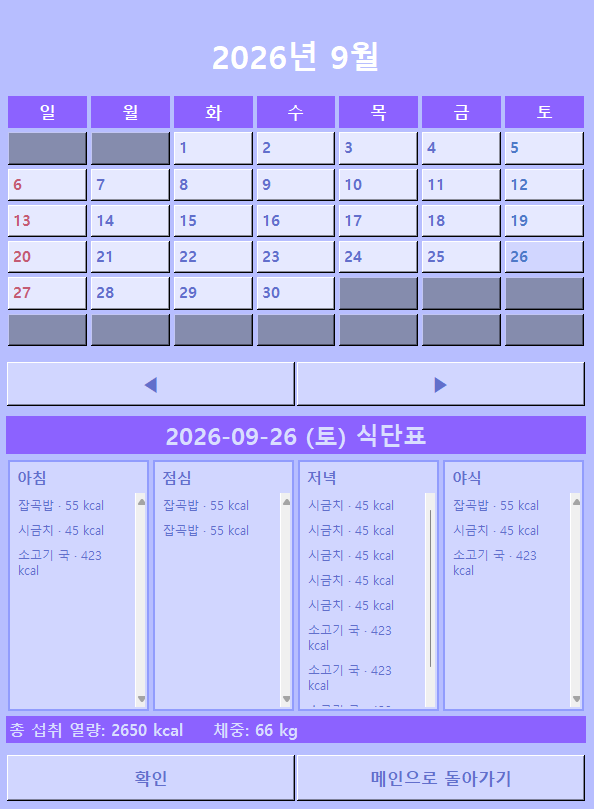 2026년 9월
일 월 화 수 목 금 토
1 2 3 4 5
6 7 8 9 10 11 12
13 14 15 16 17 18 19
20 21 22 23 24 25 26
27 28 29 30
◀ ▶
2026-09-26 (토) 식단표
아침
잡곡밥 · 55 kcal
시금치 · 45 kcal
소고기 국 · 423
kcal
점심
잡곡밥 · 55 kcal
잡곡밥 · 55 kcal
저녁
시금치 · 45 kcal
시금치 · 45 kcal
시금치 · 45 kcal
시금치 · 45 kcal
시금치 · 45 kcal
소고기 국 · 423
kcal
소고기 국 · 423
kcal
야식
잡곡밥 · 55 kcal
시금치 · 45 kcal
소고기 국 · 423
kcal
총 섭취 열량: 2650 kcal 체중: 66 kg
확인 메인으로 돌아가기